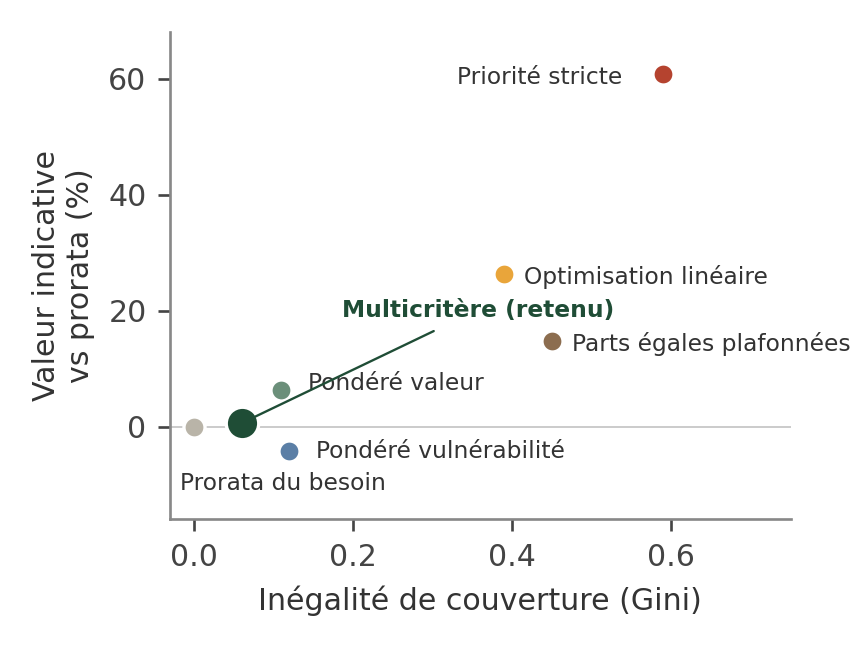 Valeur indicative
vs prorata (%)
60
40
20
0
Priorité stricte
Optimisation linéaire
Multicritère (retenu)
Parts égales plafonnées
Pondéré valeur
Pondéré vulnérabilité
Prorata du besoin
0.0
0.2
0.4
0.6
Inégalité de couverture (Gini)